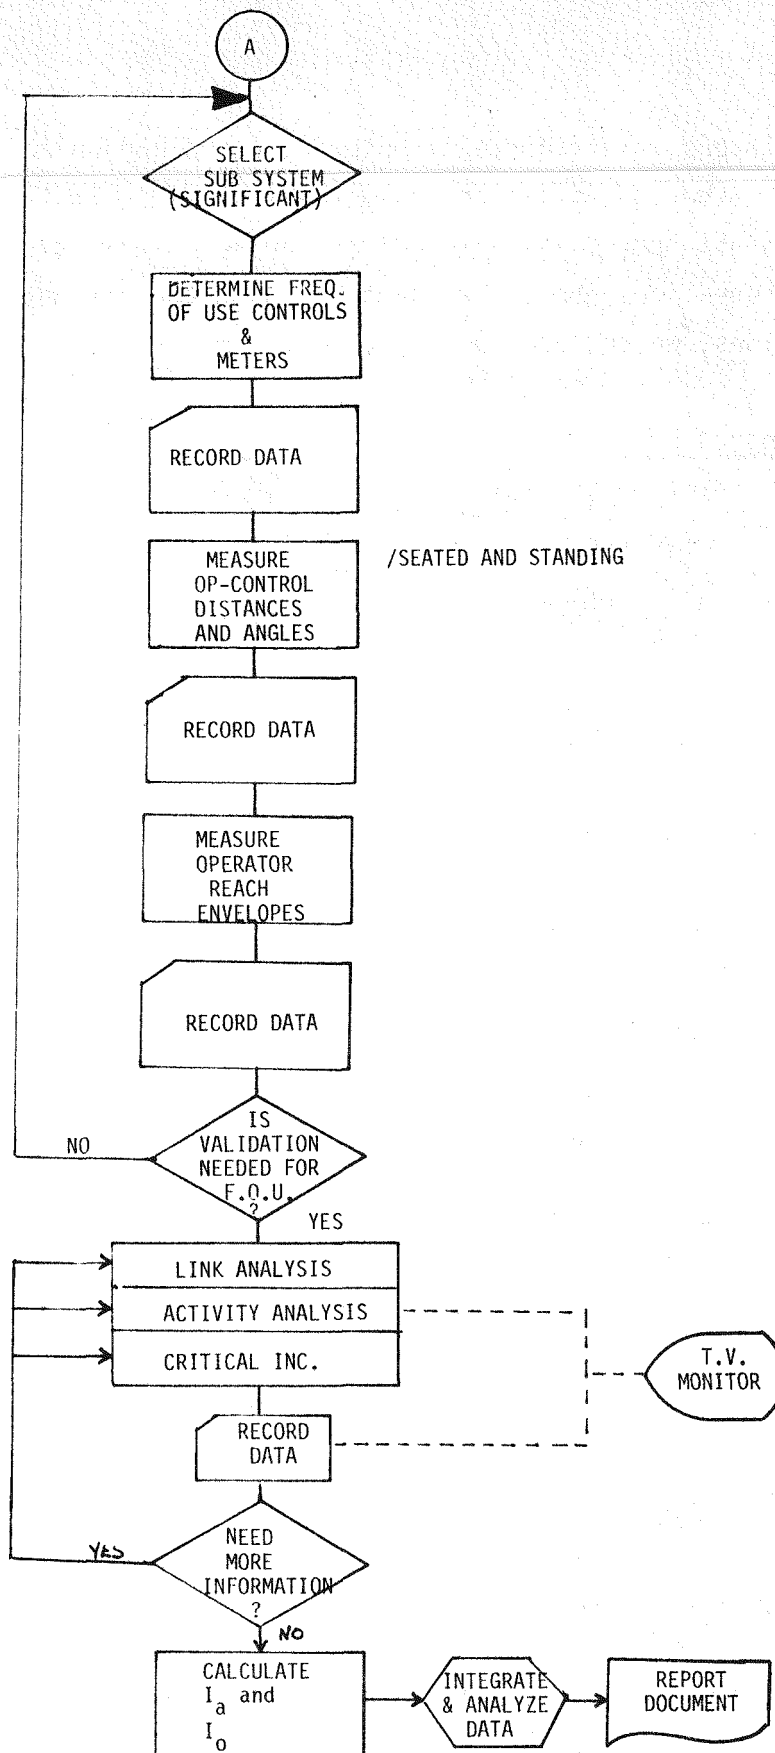 A
SELECT
SUB SYSTEM
(SIGNIFICANT)
DETERMINE FREQ.
OF USE CONTROLS
&
METERS
RECORD DATA
MEASURE
OP-CONTROL
DISTANCES
AND ANGLES
/SEATED AND STANDING
RECORD DATA
MEASURE
OPERATOR
REACH
ENVELOPES
RECORD DATA
IS
VALIDATION
NEEDED FOR
F.O.U.
?
NO
YES
LINK ANALYSIS
ACTIVITY ANALYSIS
CRITICAL INC.
T.V.
MONITOR
RECORD
DATA
NEED
MORE
INFORMATION
?
YES
NO
CALCULATE
Ia and
Io
INTEGRATE
& ANALYZE
DATA
REPORT
DOCUMENT